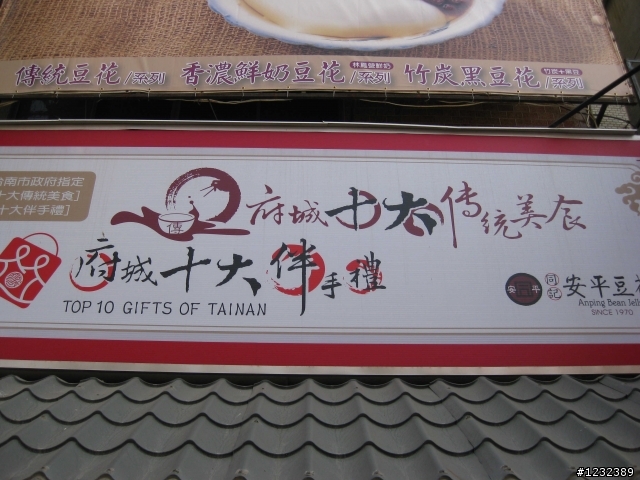 傳統豆花/系列 香濃鮮奶豆花/系列 竹炭黑豆花/系列
南市政府指定
十大傳統美食]
十大伴手禮]
傳
府城十大传统美食
府城十大伴手禮
TOP 10 GIFTS OF TAINAN
同記
安平豆
Anping Bean Jell
SINCE 1970
#1232389